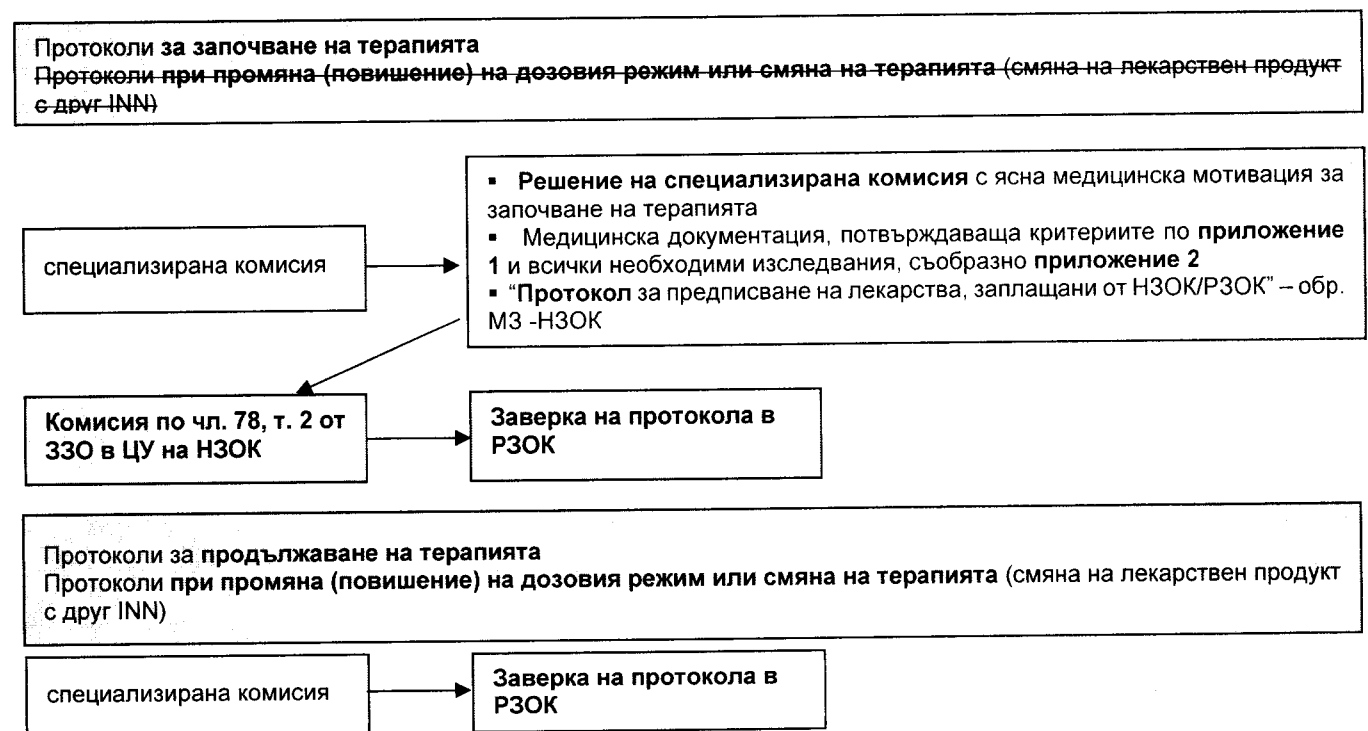 Протоколи за започване на терапията
Протоколи при промяна (повишение) на дозовия режим или смяна на терапията (смяна на лекарствен продукт
с друг INN)
▪ Решение на специализирана комисия с ясна медицинска мотивация за
започване на терапията
▪ Медицинска документация, потвърждаваща критериите по приложение
1 и всички необходими изследвания, съобразно приложение 2
▪ “Протокол за предписване на лекарства, заплащани от НЗОК/РЗОК” – обр.
МЗ -НЗОК
специализирана комисия
Комисия по чл. 78, т. 2 от
ЗЗО в ЦУ на НЗОК
Заверка на протокола в
РЗОК
Протоколи за продължаване на терапията
Протоколи при промяна (повишение) на дозовия режим или смяна на терапията (смяна на лекарствен продукт
с друг INN)
специализирана комисия
Заверка на протокола в
РЗОК